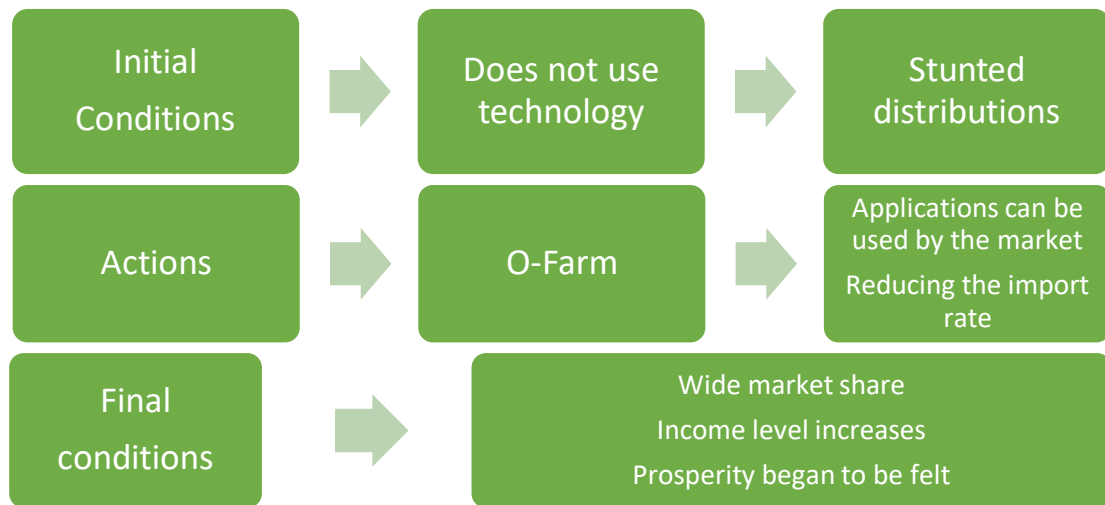 Initial
Conditions
Does not use
technology
Stunted
distributions
Actions
O-Farm
Applications can be
used by the market
Reducing the import
rate
Final
conditions
Wide market share
Income level increases
Prosperity began to be felt